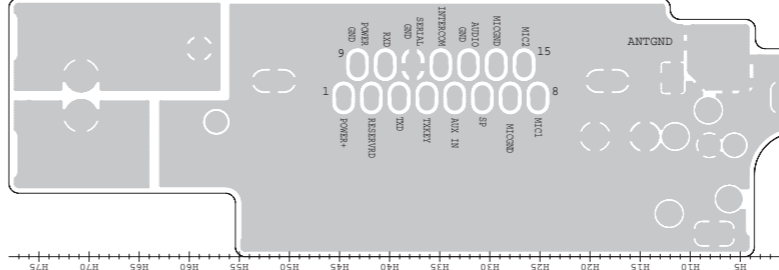 POWER
GND
RXD
SERIAL
GND
INTERCOM
AUDIO
GND
MICGND
MIC2
ANTGND
9
15
1
8
POWER+
RESERVRD
TXD
TXKEY
AUX IN
SP
MICGND
MIC1
H75 H70 H65 H60 H55 H50 H45 H40 H35 H30 H25 H20 H15 H10 H5